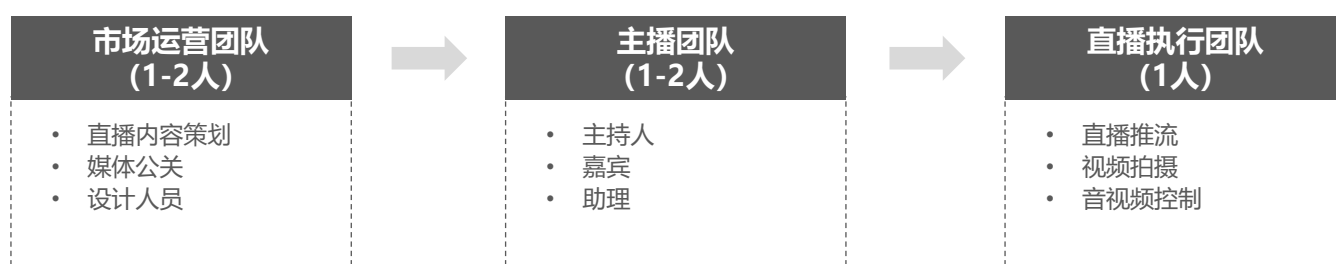 市场运营团队
(1-2人)
• 直播内容策划
• 媒体公关
• 设计人员
主播团队
(1-2人)
• 主持人
• 嘉宾
• 助理
直播执行团队
(1人)
• 直播推流
• 视频拍摄
• 音视频控制